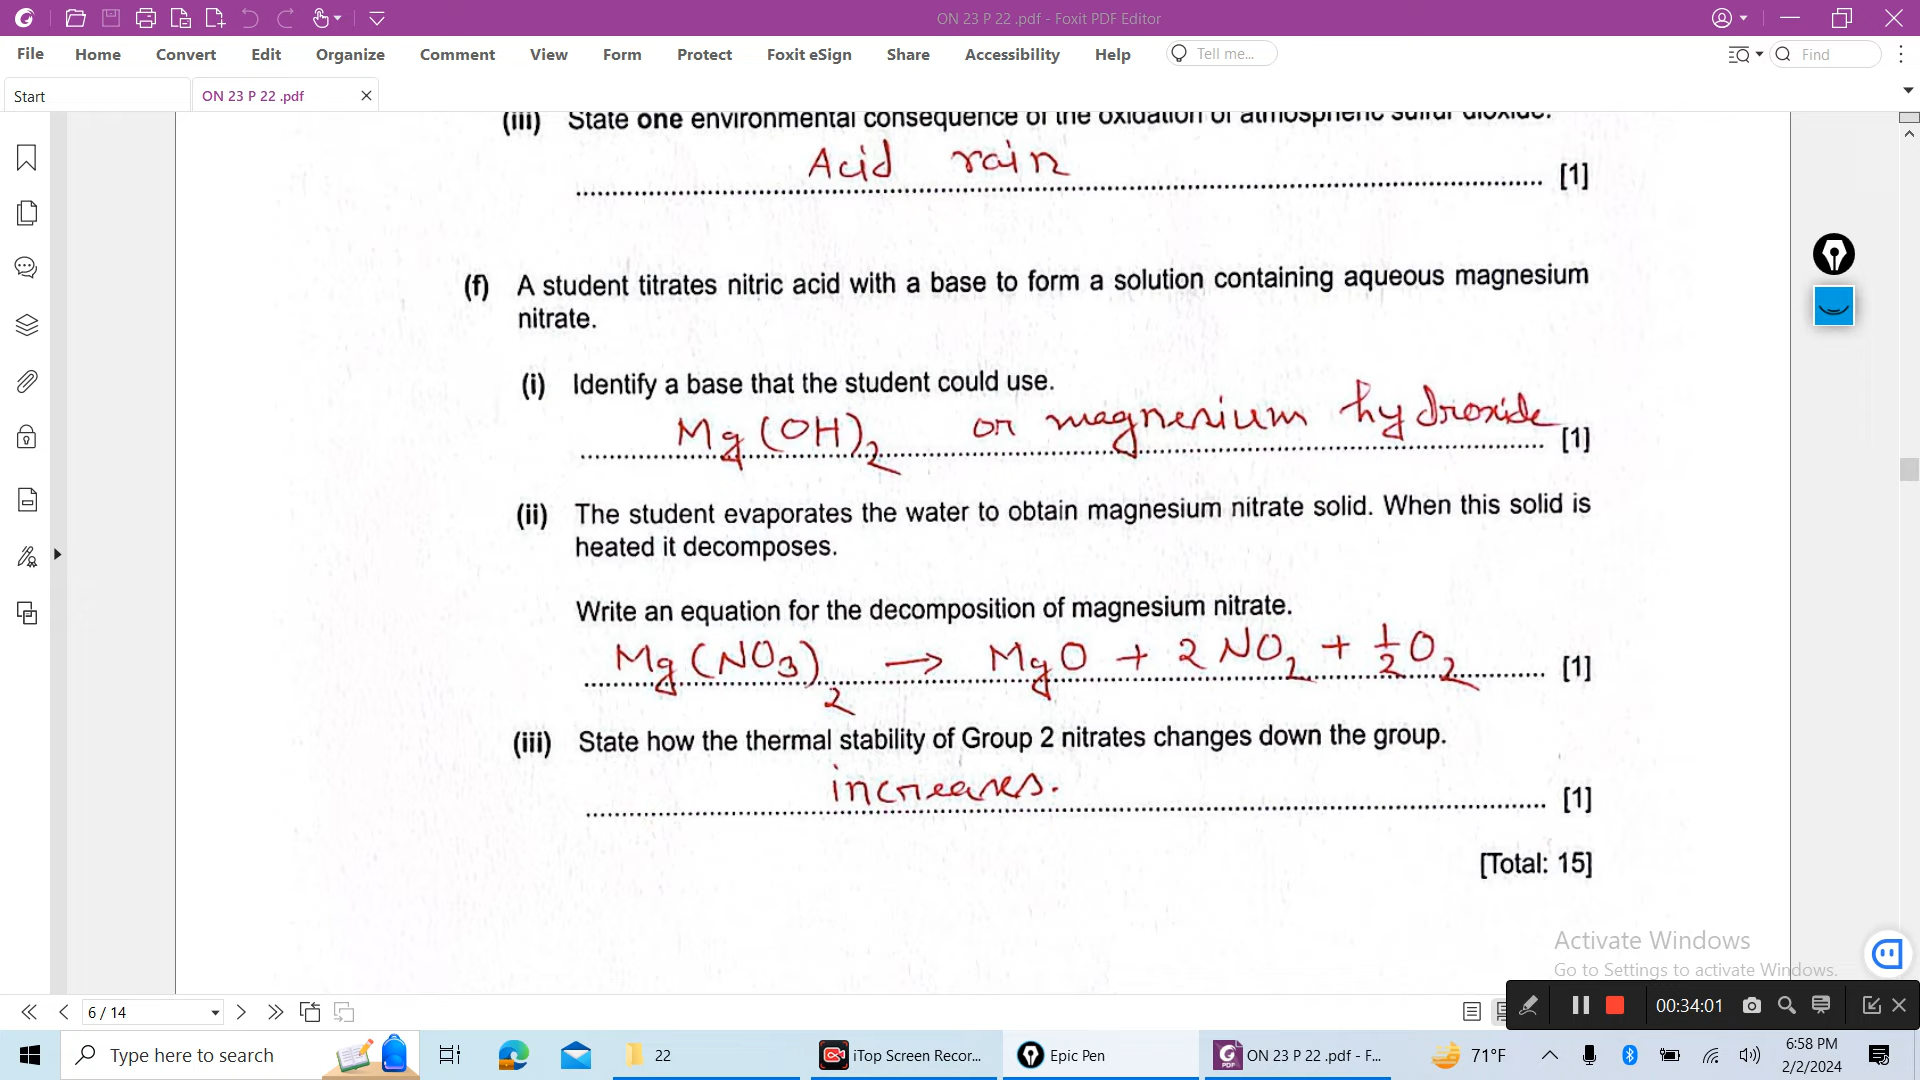 ON 23 P 22 .pdf - Foxit PDF Editor
File Home Convert Edit Organize Comment View Form Protect Foxit eSign Share Accessibility Help Tell me... Find
Start ON 23 P 22 .pdf
(iii) State one environmental consequence of the oxidation of atmospheric sulfur dioxide.
Acid rain
[1]
(f) A student titrates nitric acid with a base to form a solution containing aqueous magnesium
nitrate.
(i) Identify a base that the student could use.
Mg(OH)₂ or magnesium hydroxide
[1]
(ii) The student evaporates the water to obtain magnesium nitrate solid. When this solid is
heated it decomposes.
Write an equation for the decomposition of magnesium nitrate.
Mg(NO₃)₂ → MgO + 2NO₂ + ½O₂ [1]
(iii) State how the thermal stability of Group 2 nitrates changes down the group.
increases.
[1]
[Total: 15]
Activate Windows
Go to Settings to activate Windows.
6 / 14
00:34:01
Type here to search 22 iTop Screen Recor... Epic Pen ON 23 P 22 .pdf - F... 71°F 6:58 PM
2/2/2024